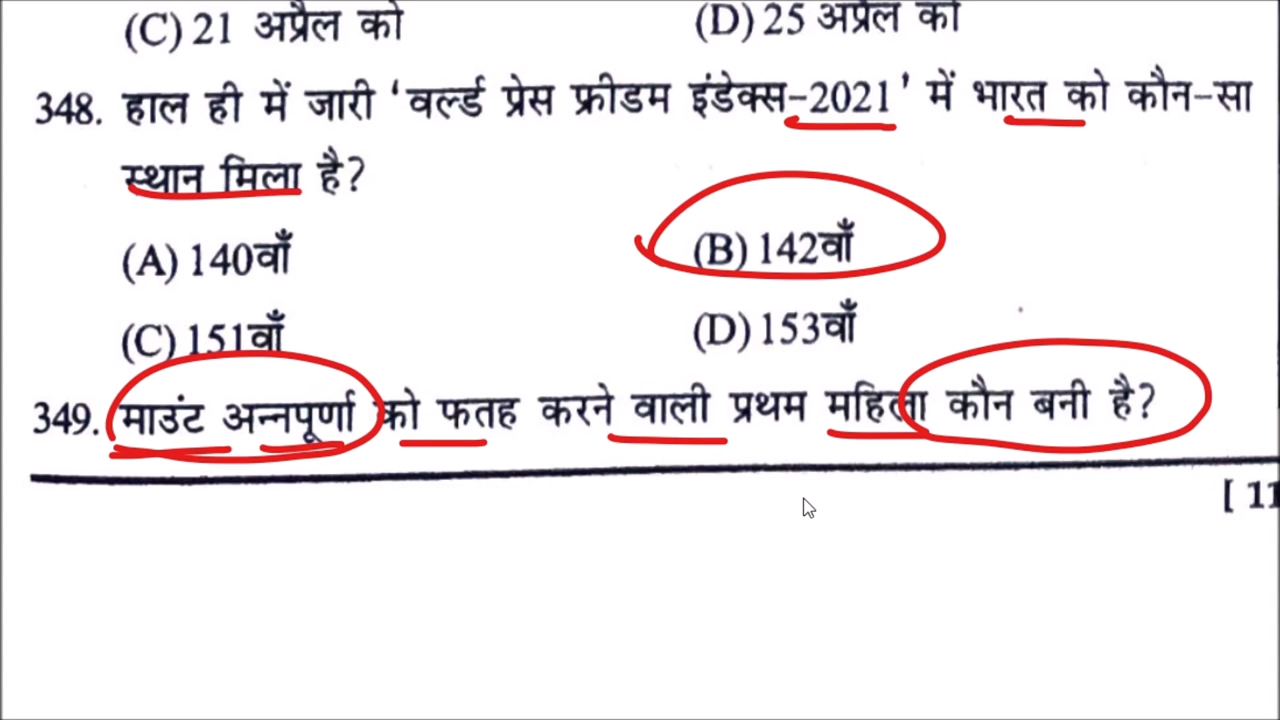 (C) 21 अप्रैल को (D) 25 अप्रैल को
348. हाल ही में जारी ‘वर्ल्ड प्रेस फ्रीडम इंडेक्स-2021’ में भारत को कौन-सा
स्थान मिला है?
(A) 140वाँ (B) 142वाँ
(C) 151वाँ (D) 153वाँ
349. माउंट अन्नपूर्णा को फतह करने वाली प्रथम महिला कौन बनी है?
[ 11